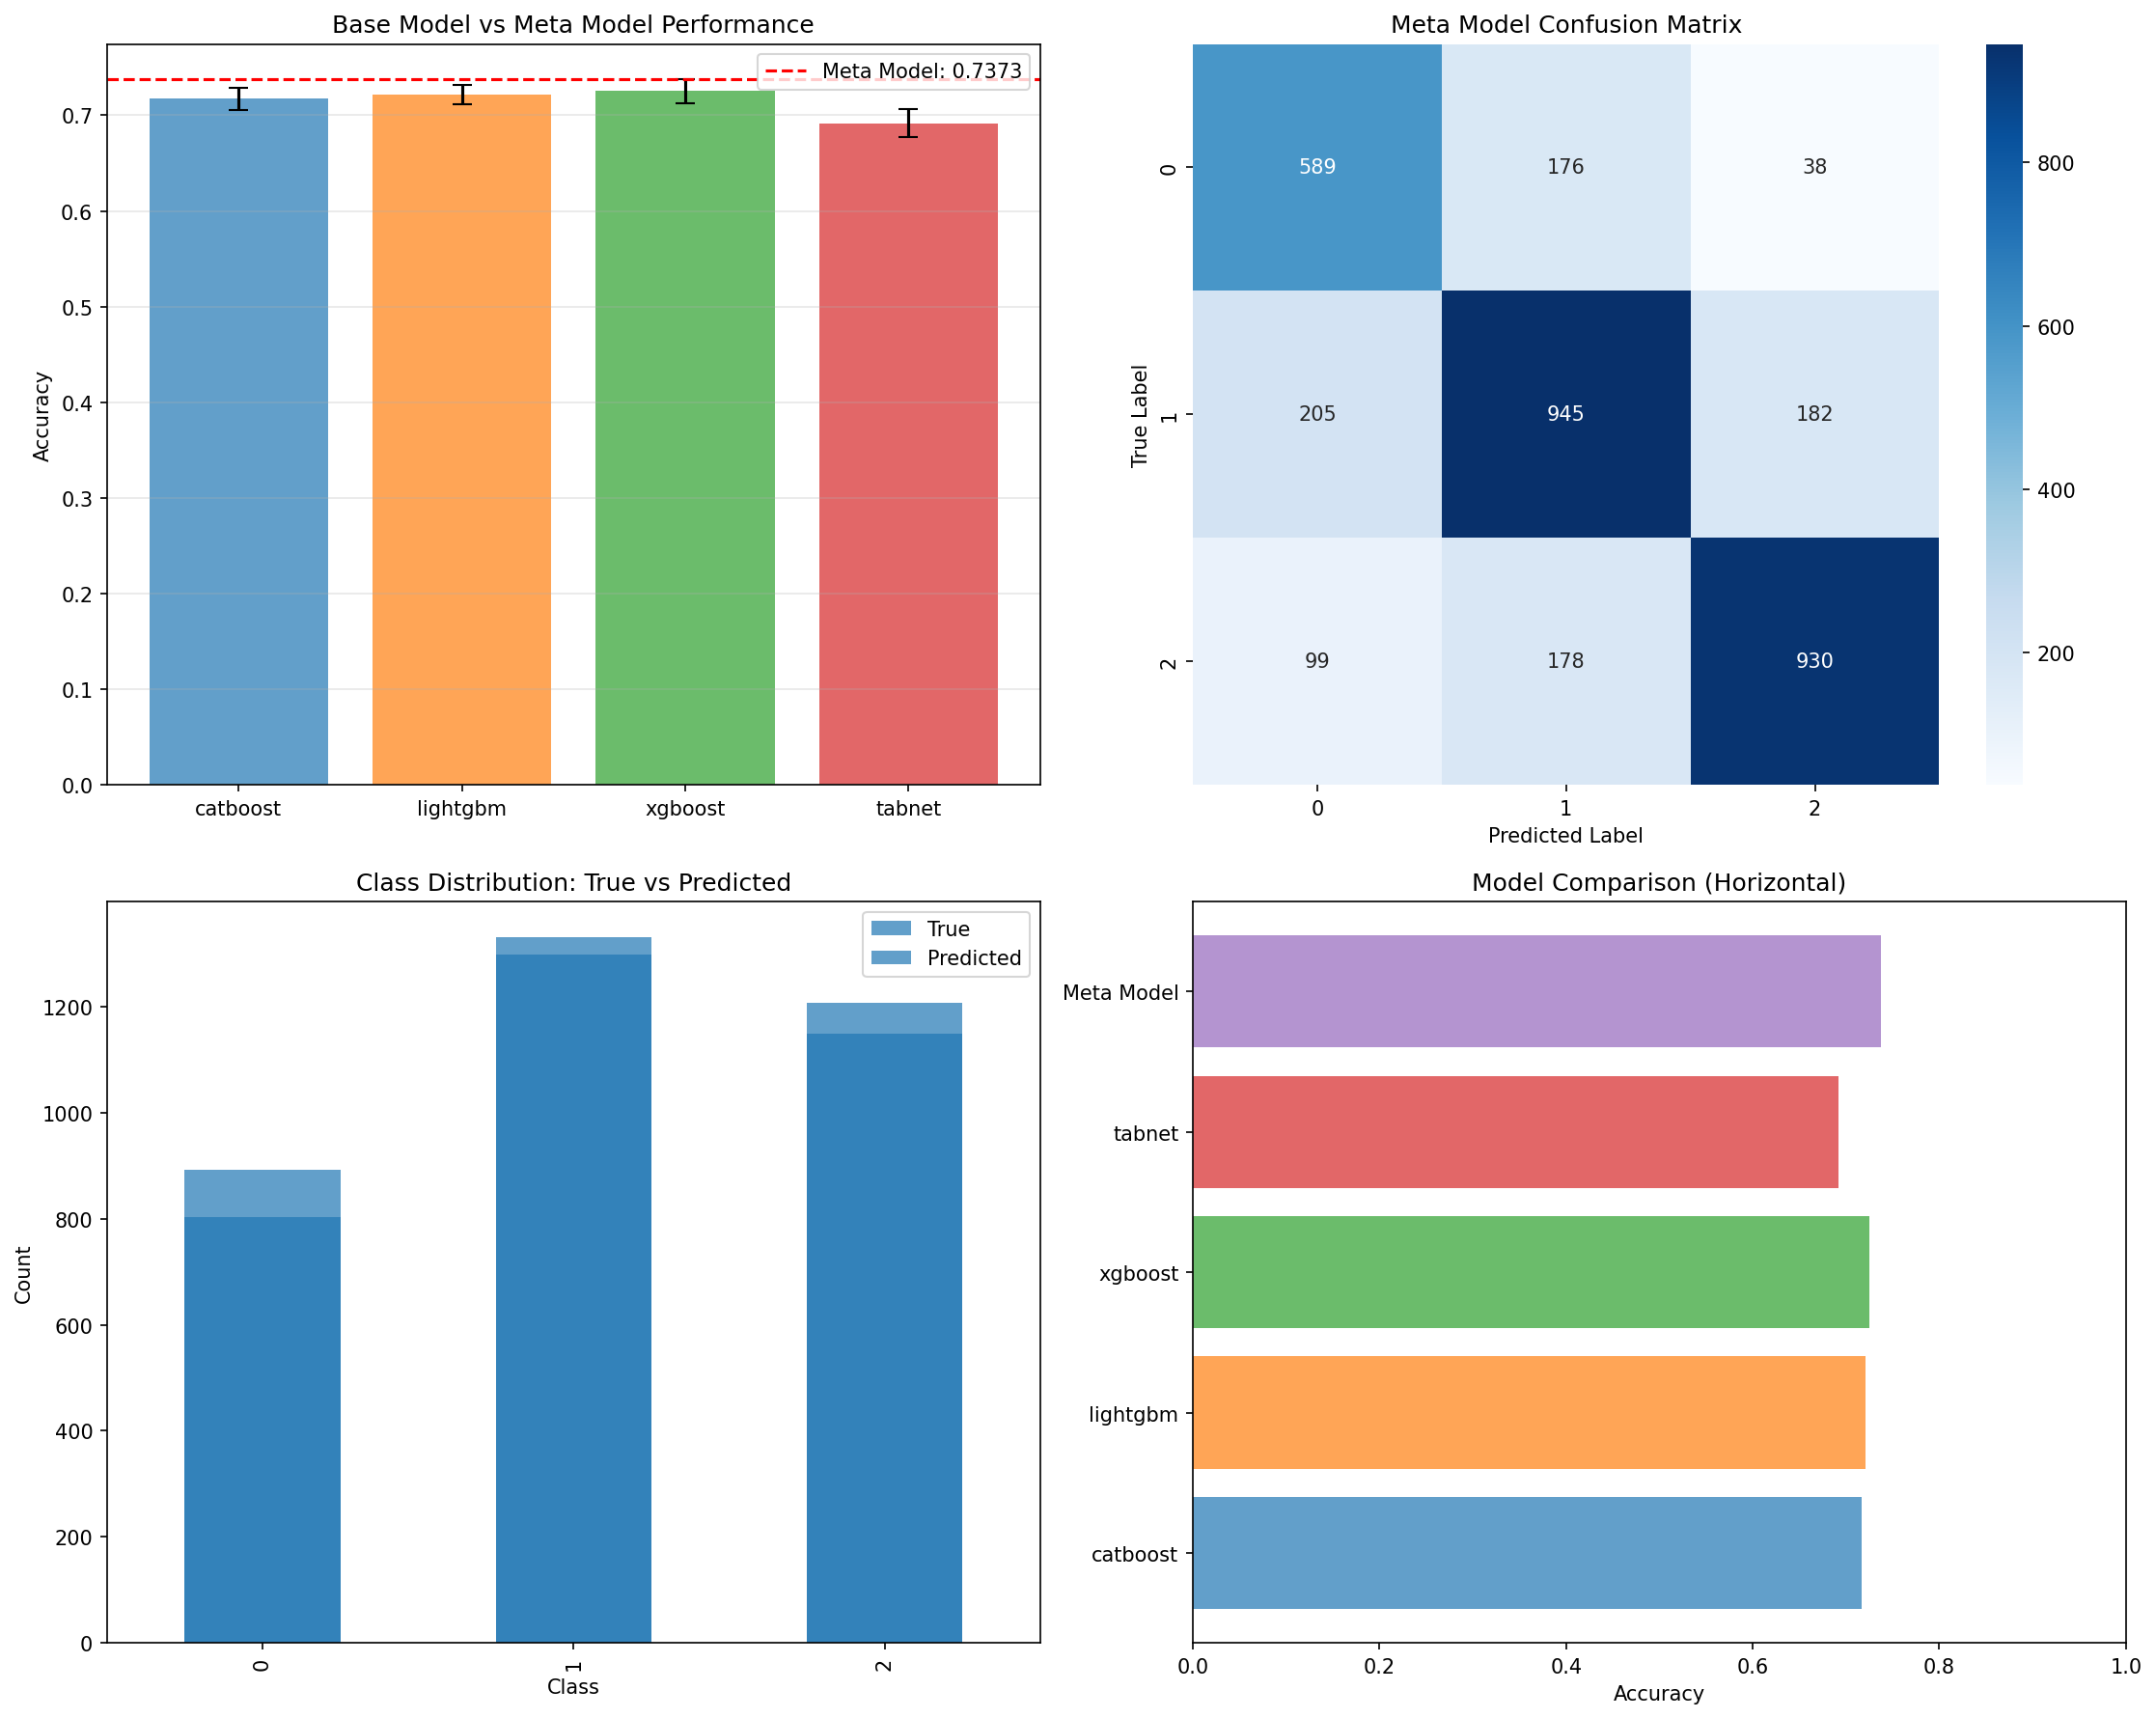 Base Model vs Meta Model Performance
Meta Model: 0.7373
Accuracy
0.7
0.6
0.5
0.4
0.3
0.2
0.1
0.0
catboost lightgbm xgboost tabnet
Meta Model Confusion Matrix
True Label
0
1
2
589 176 38
205 945 182
99 178 930
0 1 2
Predicted Label
800
600
400
200
Class Distribution: True vs Predicted
True
Predicted
Count
1200
1000
800
600
400
200
0
0 1 2
Class
Model Comparison (Horizontal)
Meta Model
tabnet
xgboost
lightgbm
catboost
0.0 0.2 0.4 0.6 0.8 1.0
Accuracy